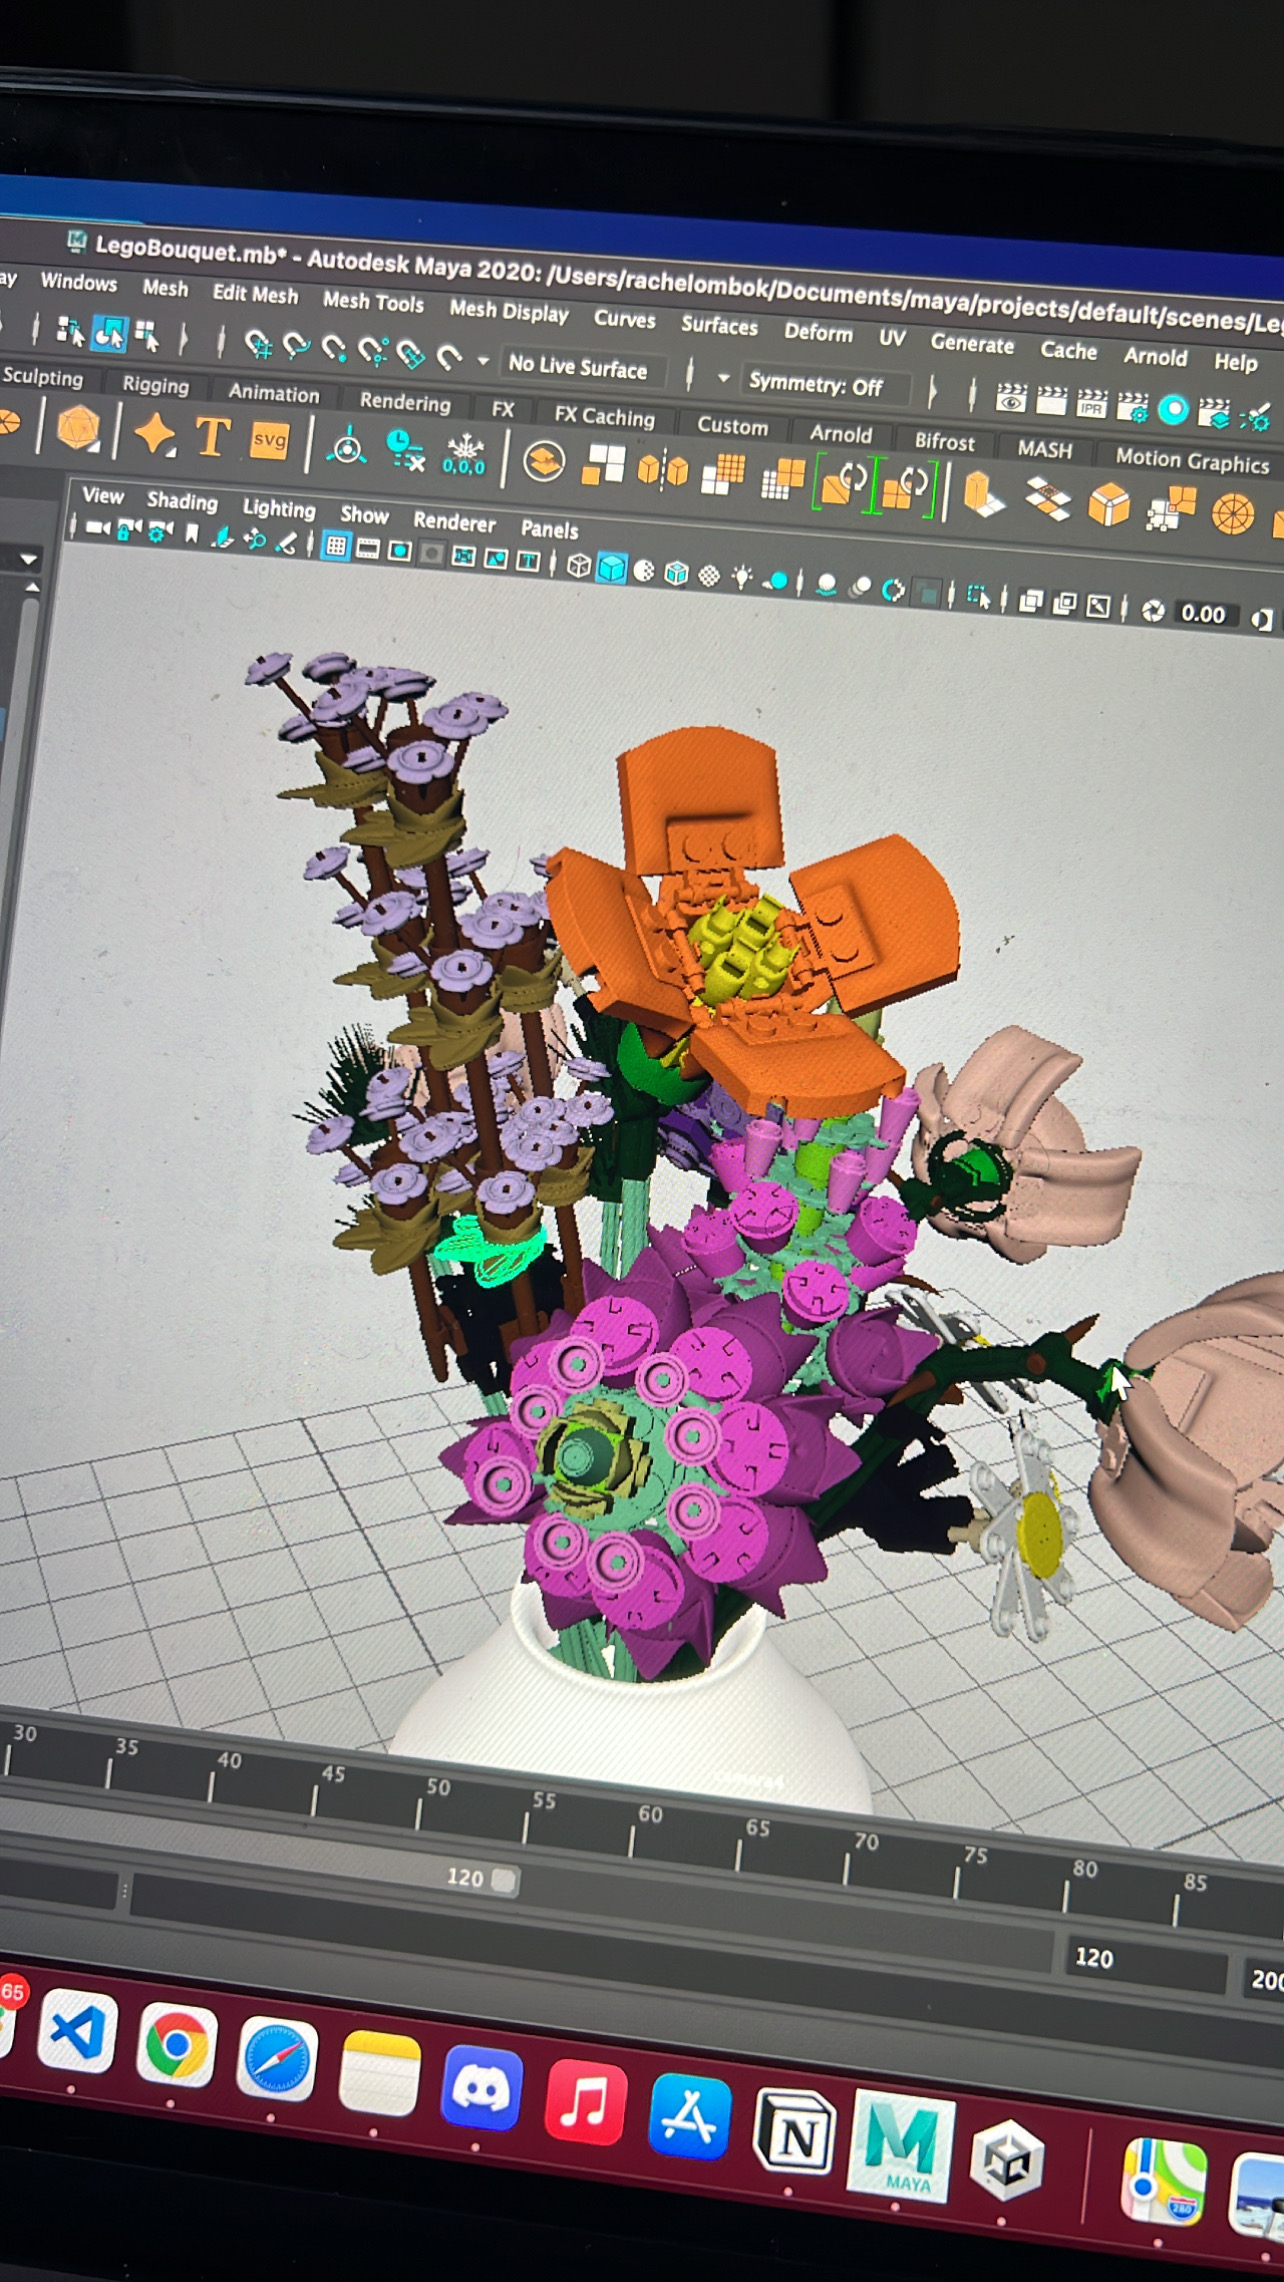 LegoBouquet.mb* - Autodesk Maya 2020: /Users/rachelombok/Documents/maya/projects/default/scenes/Le
ay Windows Mesh Edit Mesh Mesh Tools Mesh Display Curves Surfaces Deform UV Generate Cache Arnold Help
No Live Surface Symmetry: Off IPR
Sculpting Rigging Animation Rendering FX FX Caching Custom Arnold Bifrost MASH Motion Graphics
T svg 0,0,0
View Shading Lighting Show Renderer Panels
T 0.00
30 35 40 45 50 55 60 65 70 75 80 85
120
120 200
65
N
M
MAYA
280